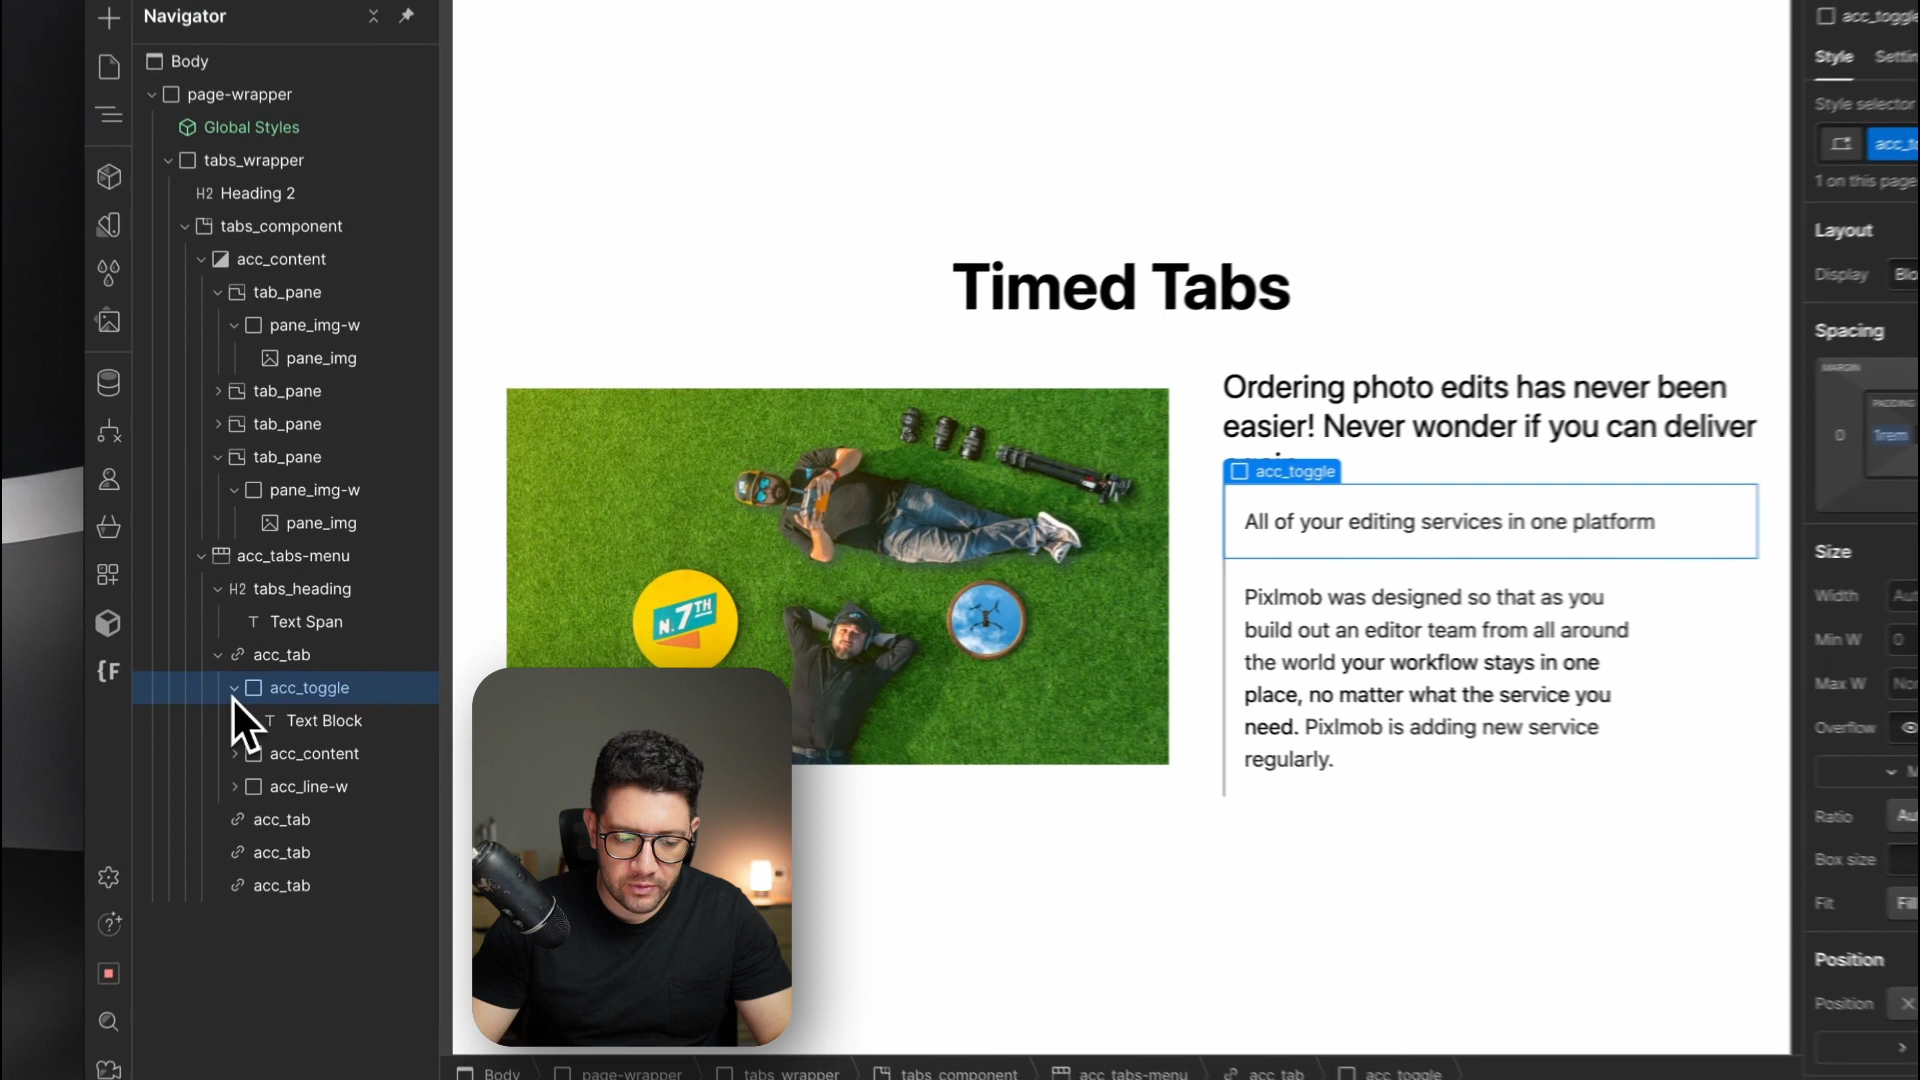 Navigator
Body
page-wrapper
Global Styles
tabs_wrapper
H2 Heading 2
tabs_component
acc_content
tab_pane
pane_img-w
pane_img
tab_pane
tab_pane
tab_pane
pane_img-w
pane_img
acc_tabs-menu
H2 tabs_heading
T Text Span
acc_tab
acc_toggle
T Text Block
acc_content
acc_line-w
acc_tab
acc_tab
acc_tab
{F
Timed Tabs
Ordering photo edits has never been
easier! Never wonder if you can deliver
acc_toggle
All of your editing services in one platform
Pixlmob was designed so that as you
build out an editor team from all around
the world your workflow stays in one
place, no matter what the service you
need. Pixlmob is adding new service
regularly.
N.7TH
acc_toggle
Style
Style selector
1 on this page
Layout
Display
Spacing
MARGIN
PADDING
0
1rem
Size
Width
Min W 0
Max W
Overflow
Ratio
Box size
Fit
Position
Position
Body page-wrapper tabs_wrapper tabs_component acc_tabs-menu acc_tab acc_toggle